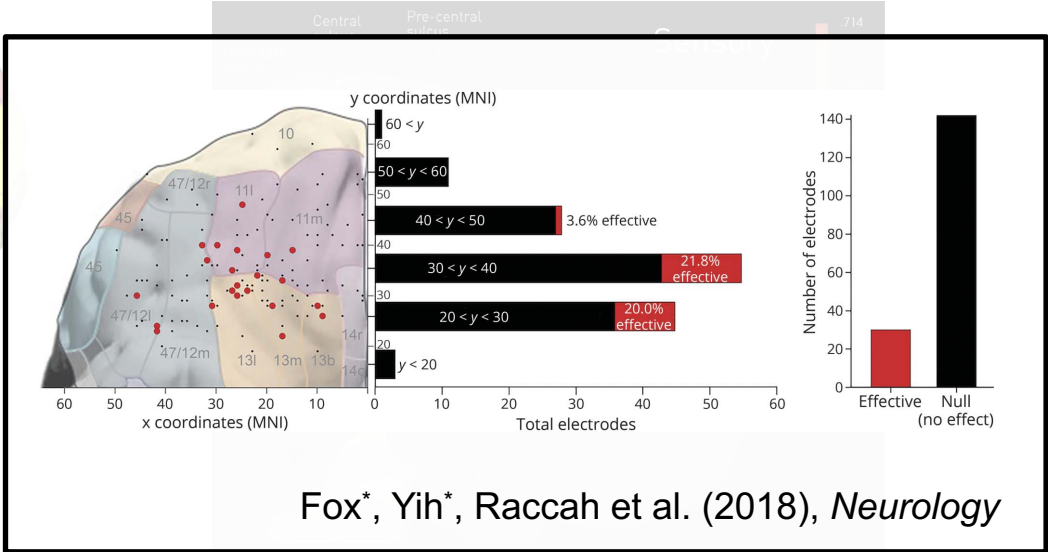 Central
Pre-central
sulcus
.714
Sensory
y coordinates (MNI)
60 < y
60
50 < y < 60
50
40 < y < 50
3.6% effective
40
30 < y < 40
21.8%
effective
30
20 < y < 30
20.0%
effective
20
y < 20
10
47/12r
11l
45
11m
45
47/12l
47/12m
13l
13m
13b
14r
14c
60
50
40
30
20
10
x coordinates (MNI)
0
10
20
30
40
50
60
Total electrodes
Number of electrodes
140
120
100
80
60
40
20
0
Effective
Null
(no effect)
Fox*, Yih*, Raccah et al. (2018), Neurology